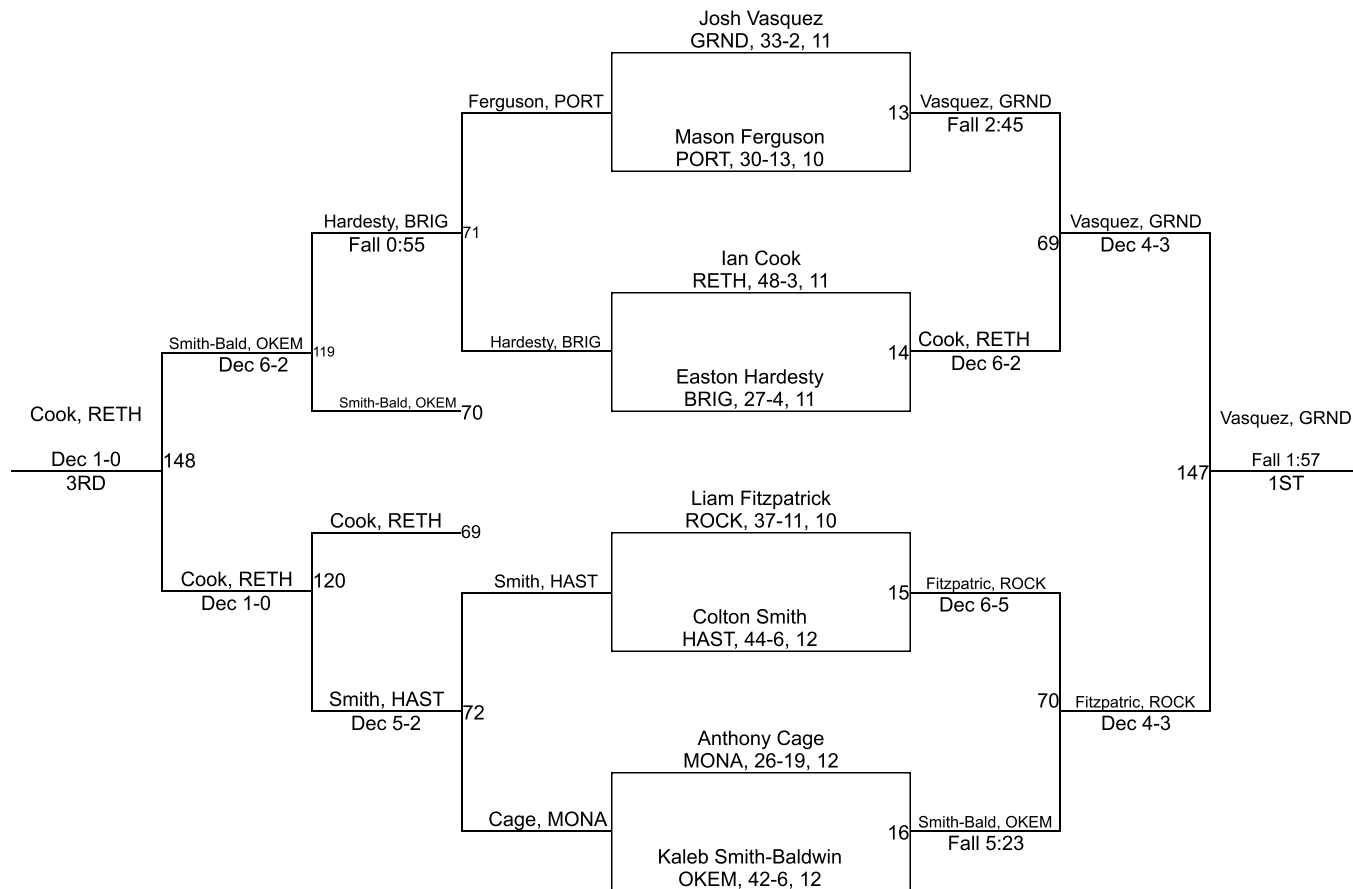 Josh Vasquez
GRND, 33-2, 11
Ferguson, PORT
13
Vasquez, GRND
Fall 2:45
Mason Ferguson
PORT, 30-13, 10
Hardesty, BRIG
Fall 0:55
71
69
Vasquez, GRND
Dec 4-3
Ian Cook
RETH, 48-3, 11
Smith-Bald, OKEM
Dec 6-2
119
Hardesty, BRIG
14
Cook, RETH
Dec 6-2
Easton Hardesty
BRIG, 27-4, 11
Smith-Bald, OKEM
70
Cook, RETH
Dec 1-0
3RD
148
Vasquez, GRND
147
Fall 1:57
1ST
Liam Fitzpatrick
ROCK, 37-11, 10
Cook, RETH
69
Cook, RETH
Dec 1-0
120
Smith, HAST
15
Fitzpatric, ROCK
Dec 6-5
Colton Smith
HAST, 44-6, 12
Smith, HAST
Dec 5-2
72
70
Fitzpatric, ROCK
Dec 4-3
Anthony Cage
MONA, 26-19, 12
Cage, MONA
16
Smith-Bald, OKEM
Fall 5:23
Kaleb Smith-Baldwin
OKEM, 42-6, 12